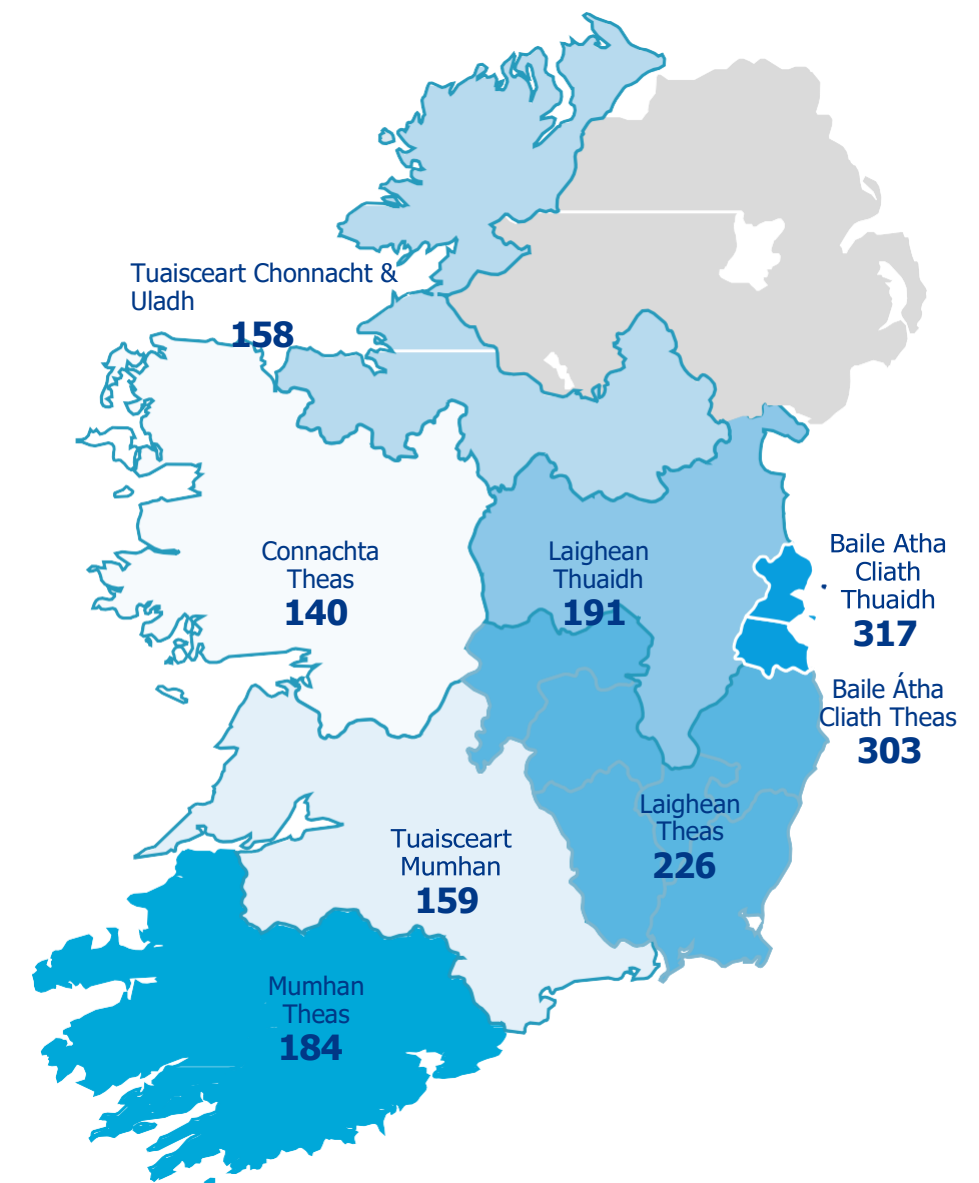 Tuaisceart Chonnacht &
Uladh
158
Connachta
Theas
140
Laighean
Thuaidh
191
Baile Atha
Cliath
Thuaidh
317
Baile Átha
Cliath Theas
303
Laighean
Theas
226
Tuaisceart
Mumhan
159
Mumhan
Theas
184